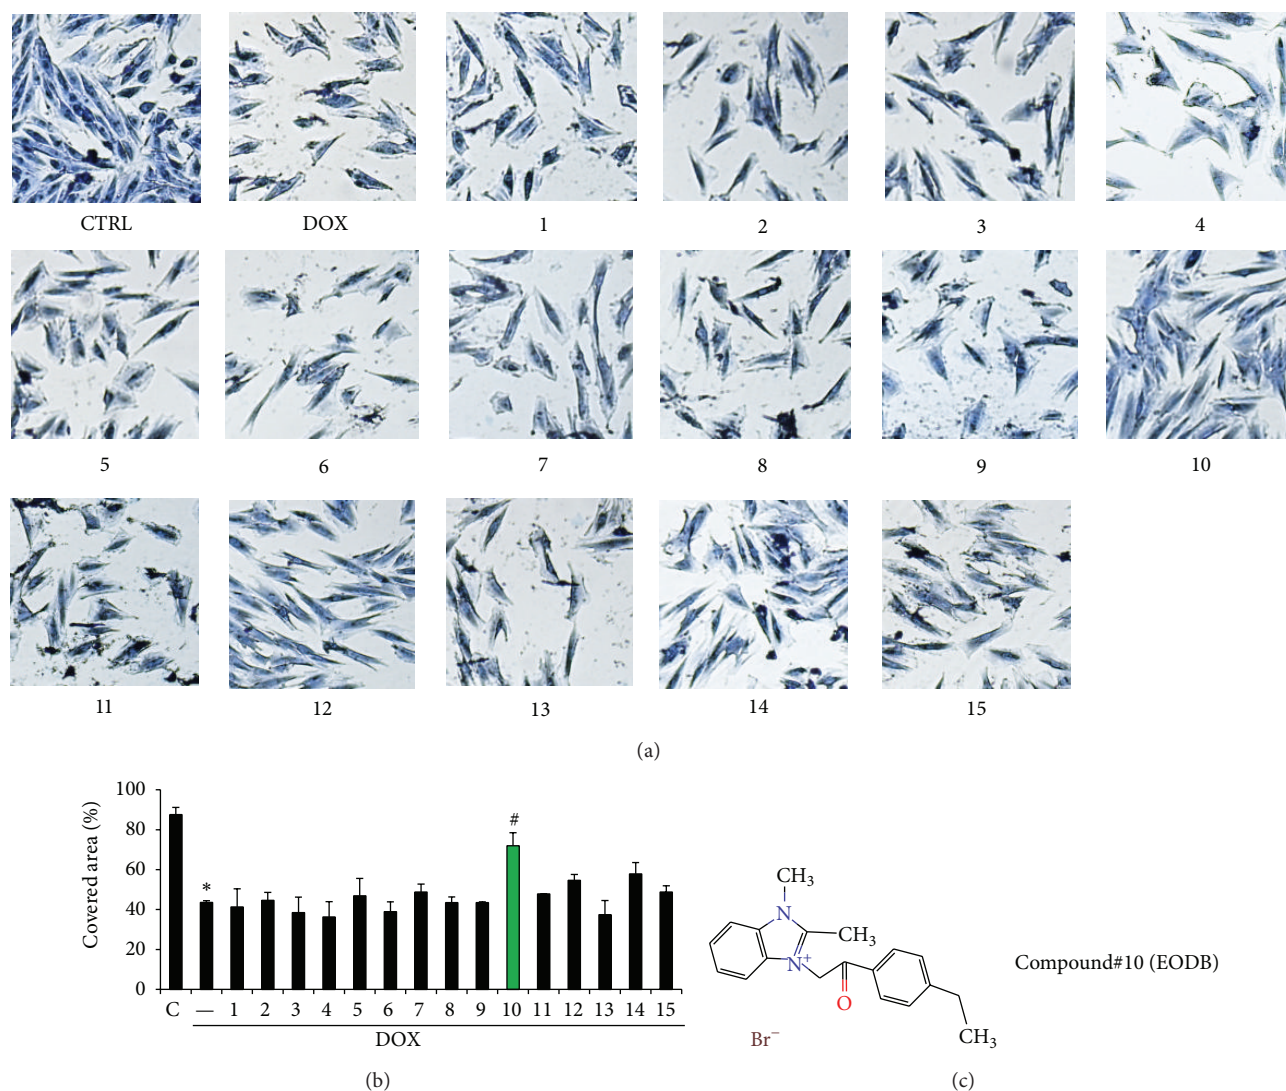 CTRL DOX 1 2 3 4
5 6 7 8 9 10
11 12 13 14 15
(a)
Covered area (%)
100
80
60
40
20
0
* #
C — 1 2 3 4 5 6 7 8 9 10 11 12 13 14 15
DOX
(b)
CH₃
N
CH₃
N⁺
O
Br⁻
CH₃
Compound#10 (EODB)
(c)